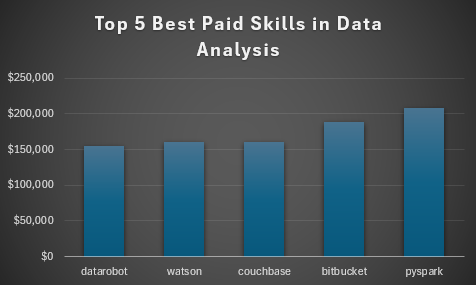 Top 5 Best Paid Skills in Data
Analysis
$250,000
$200,000
$150,000
$100,000
$50,000
$0
datarobot watson couchbase bitbucket pyspark